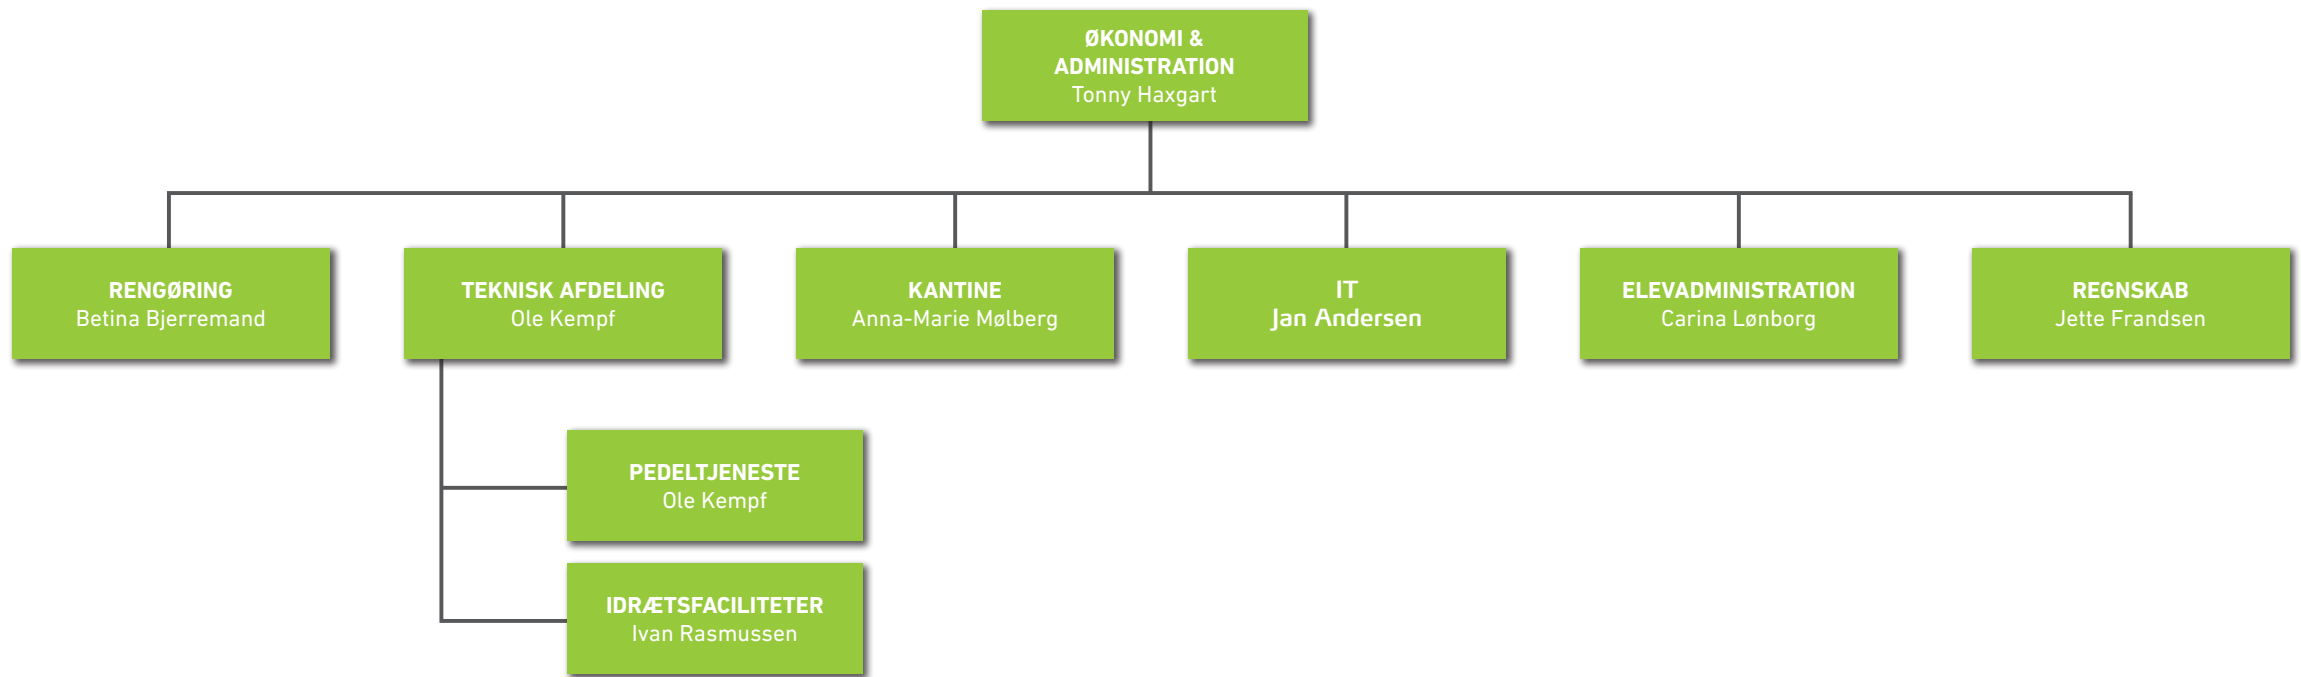 ØKONOMI &
ADMINISTRATION
Tonny Haxgart
RENGØRING
Betina Bjerremand
TEKNISK AFDELING
Ole Kempf
KANTINE
Anna-Marie Mølberg
IT
Jan Andersen
ELEVADMINISTRATION
Carina Lønborg
REGNSKAB
Jette Frandsen
PEDELTJENESTE
Ole Kempf
IDRÆTSFACILITETER
Ivan Rasmussen